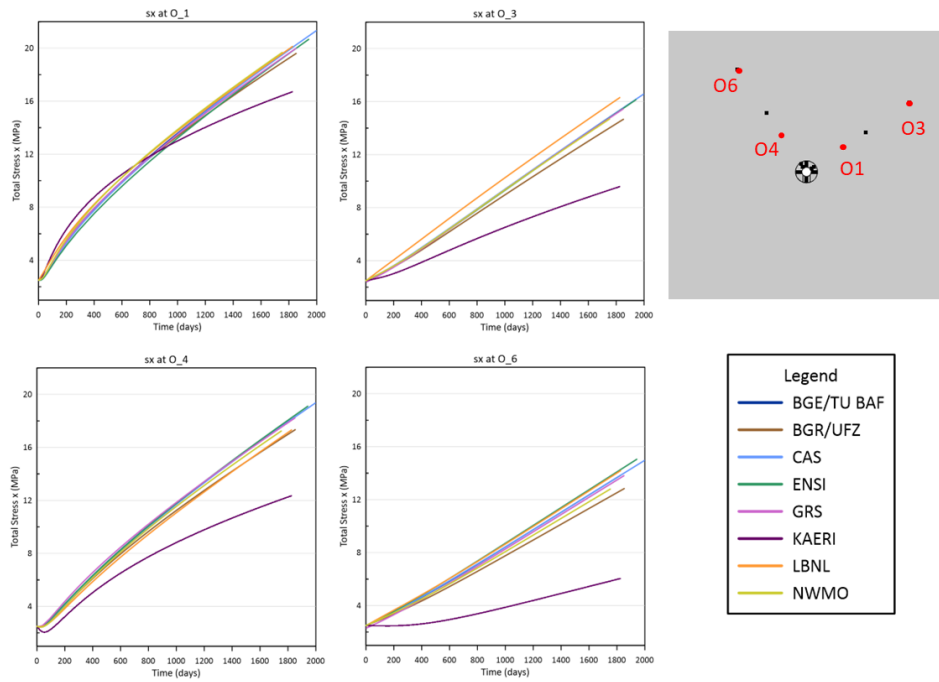 sx at O_1
Total Stress x (MPa)
20
16
12
8
4
0 200 400 600 800 1000 1200 1400 1600 1800 2000
Time (days)
sx at O_3
Total Stress x (MPa)
20
16
12
8
4
0 200 400 600 800 1000 1200 1400 1600 1800 2000
Time (days)
O6
O3
O4
O1
sx at O_4
Total Stress x (MPa)
20
16
12
8
4
0 200 400 600 800 1000 1200 1400 1600 1800 2000
Time (days)
sx at O_6
Total Stress x (MPa)
20
16
12
8
4
0 200 400 600 800 1000 1200 1400 1600 1800 2000
Time (days)
Legend
BGE/TU BAF
BGR/UFZ
CAS
ENSI
GRS
KAERI
LBNL
NWMO